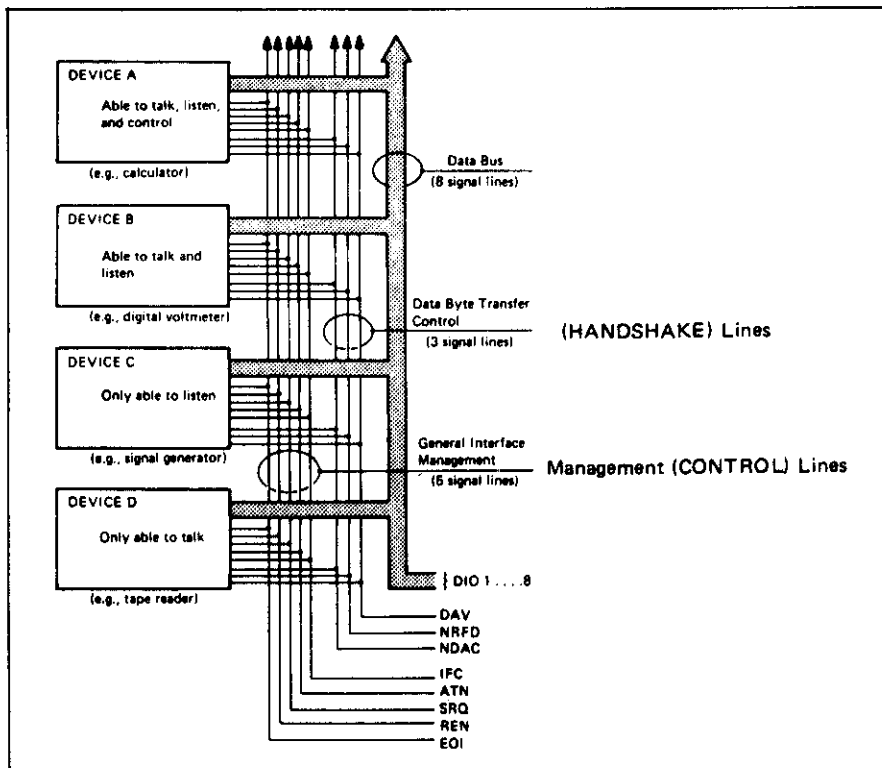 DEVICE A
Able to talk, listen,
and control
(e.g., calculator)
Data Bus
(8 signal lines)
DEVICE B
Able to talk and
listen
(e.g., digital voltmeter)
Data Byte Transfer
Control
(3 signal lines)
(HANDSHAKE) Lines
DEVICE C
Only able to listen
(e.g., signal generator)
General Interface
Management
(5 signal lines)
Management (CONTROL) Lines
DEVICE D
Only able to talk
(e.g., tape reader)
} DIO 1 . . . . 8
DAV
NRFD
NDAC
IFC
ATN
SRQ
REN
EOI